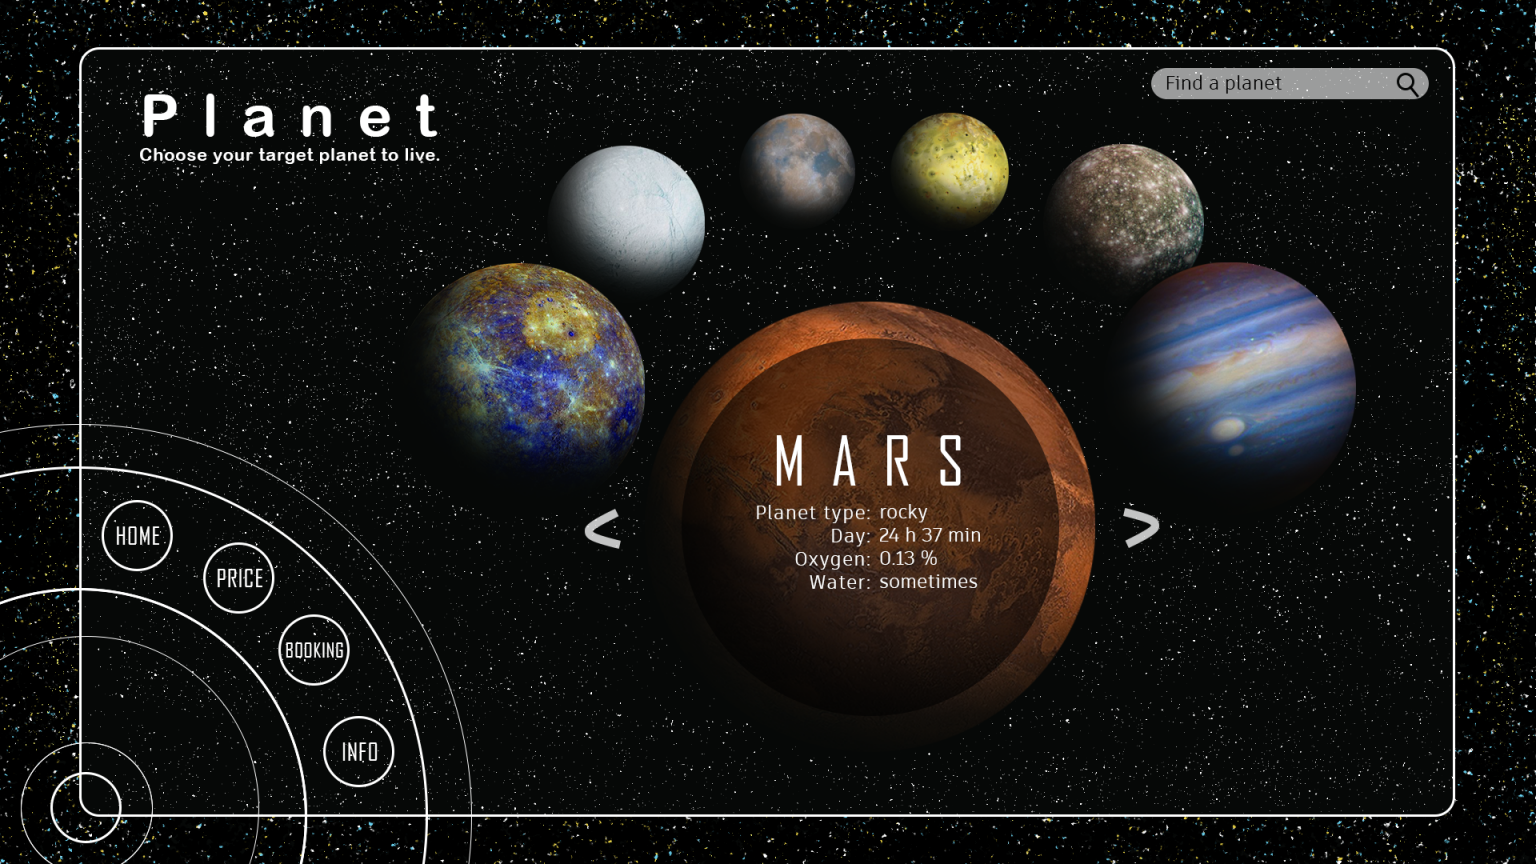 Planet
Choose your target planet to live.
Find a planet
MARS
Planet type: rocky
Day: 24 h 37 min
Oxygen: 0.13 %
Water: sometimes
< >
HOME
PRICE
BOOKING
INFO